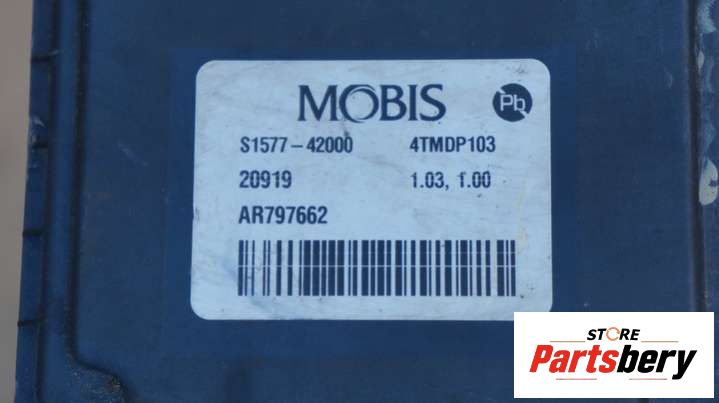 MOBIS Pb
S1577-42000 4TMDP103
20919 1.03, 1.00
AR797662
STORE
Partsbery